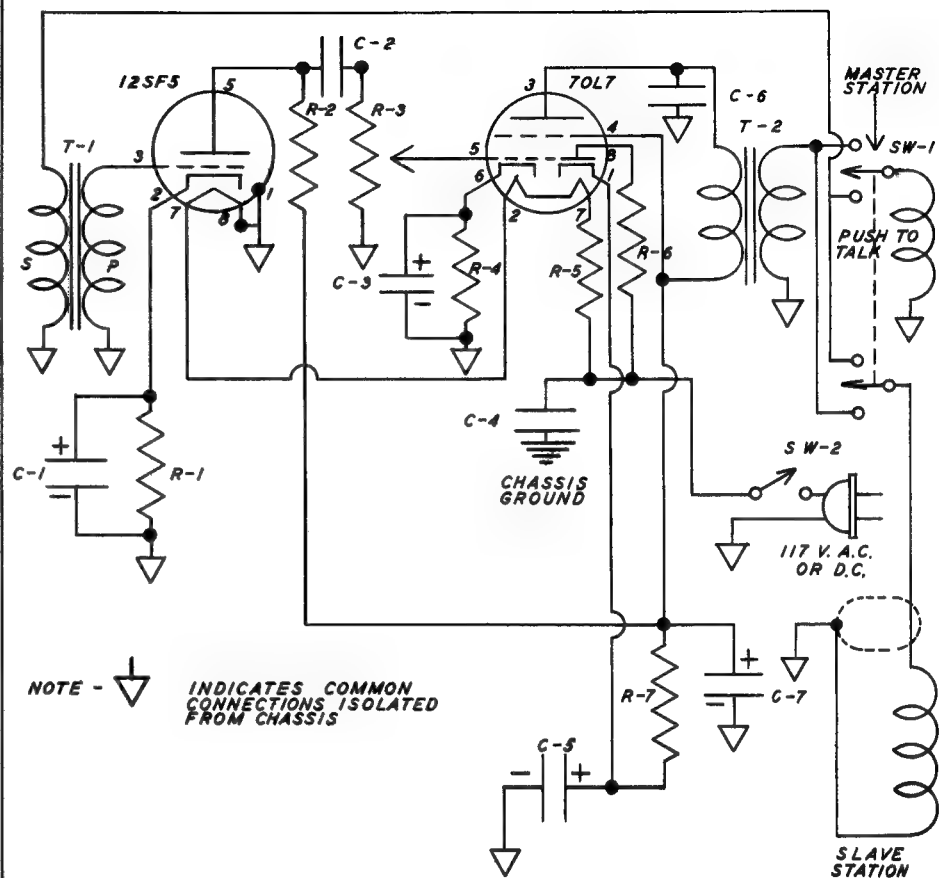 C-2
12SF5
5
R-2
R-3
70L7
3
C-6
MASTER
STATION
4
T-2
SW-1
T-1
3
5
8
6
1
2
7
8
1
2
7
S
P
PUSH TO
TALK
C-3
+
-
R-4
R-5
R-6
C-4
CHASSIS
GROUND
SW-2
117 V. A.C.
OR D.C.
C-1
+
-
R-1
NOTE -
INDICATES COMMON
CONNECTIONS ISOLATED
FROM CHASSIS
R-7
+
-
C-7
C-5
-
+
SLAVE
STATION